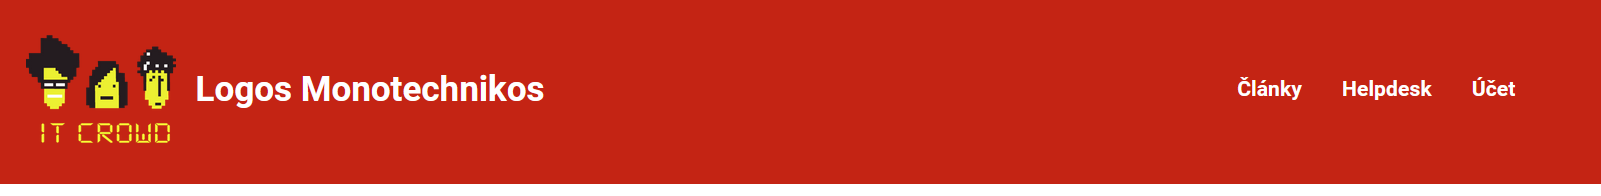 IT CROWD
Logos Monotechnikos
Články
Helpdesk
Účet